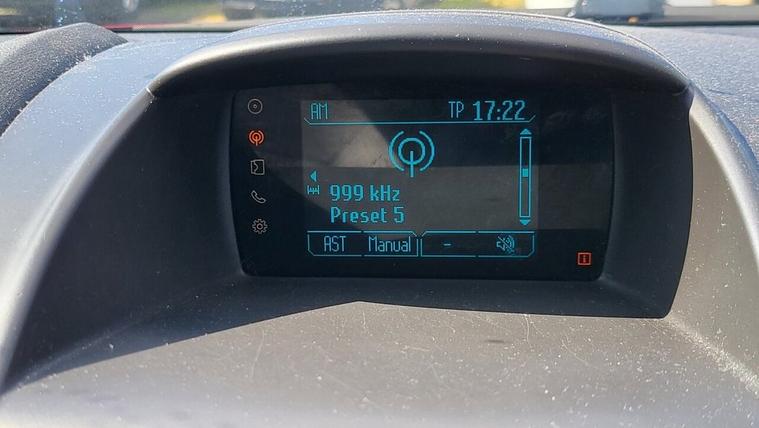 AM TP 17:22
999 kHz
Preset 5
AST Manual -